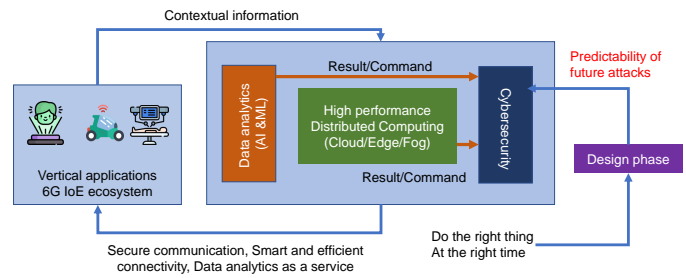 Contextual information
Predictability of
future attacks
Result/Command
Data analytics
(AI &ML)
High performance
Distributed Computing
(Cloud/Edge/Fog)
Cybersecurity
Result/Command
Vertical applications
6G IoE ecosystem
Design phase
Do the right thing
At the right time
Secure communication, Smart and efficient
connectivity, Data analytics as a service